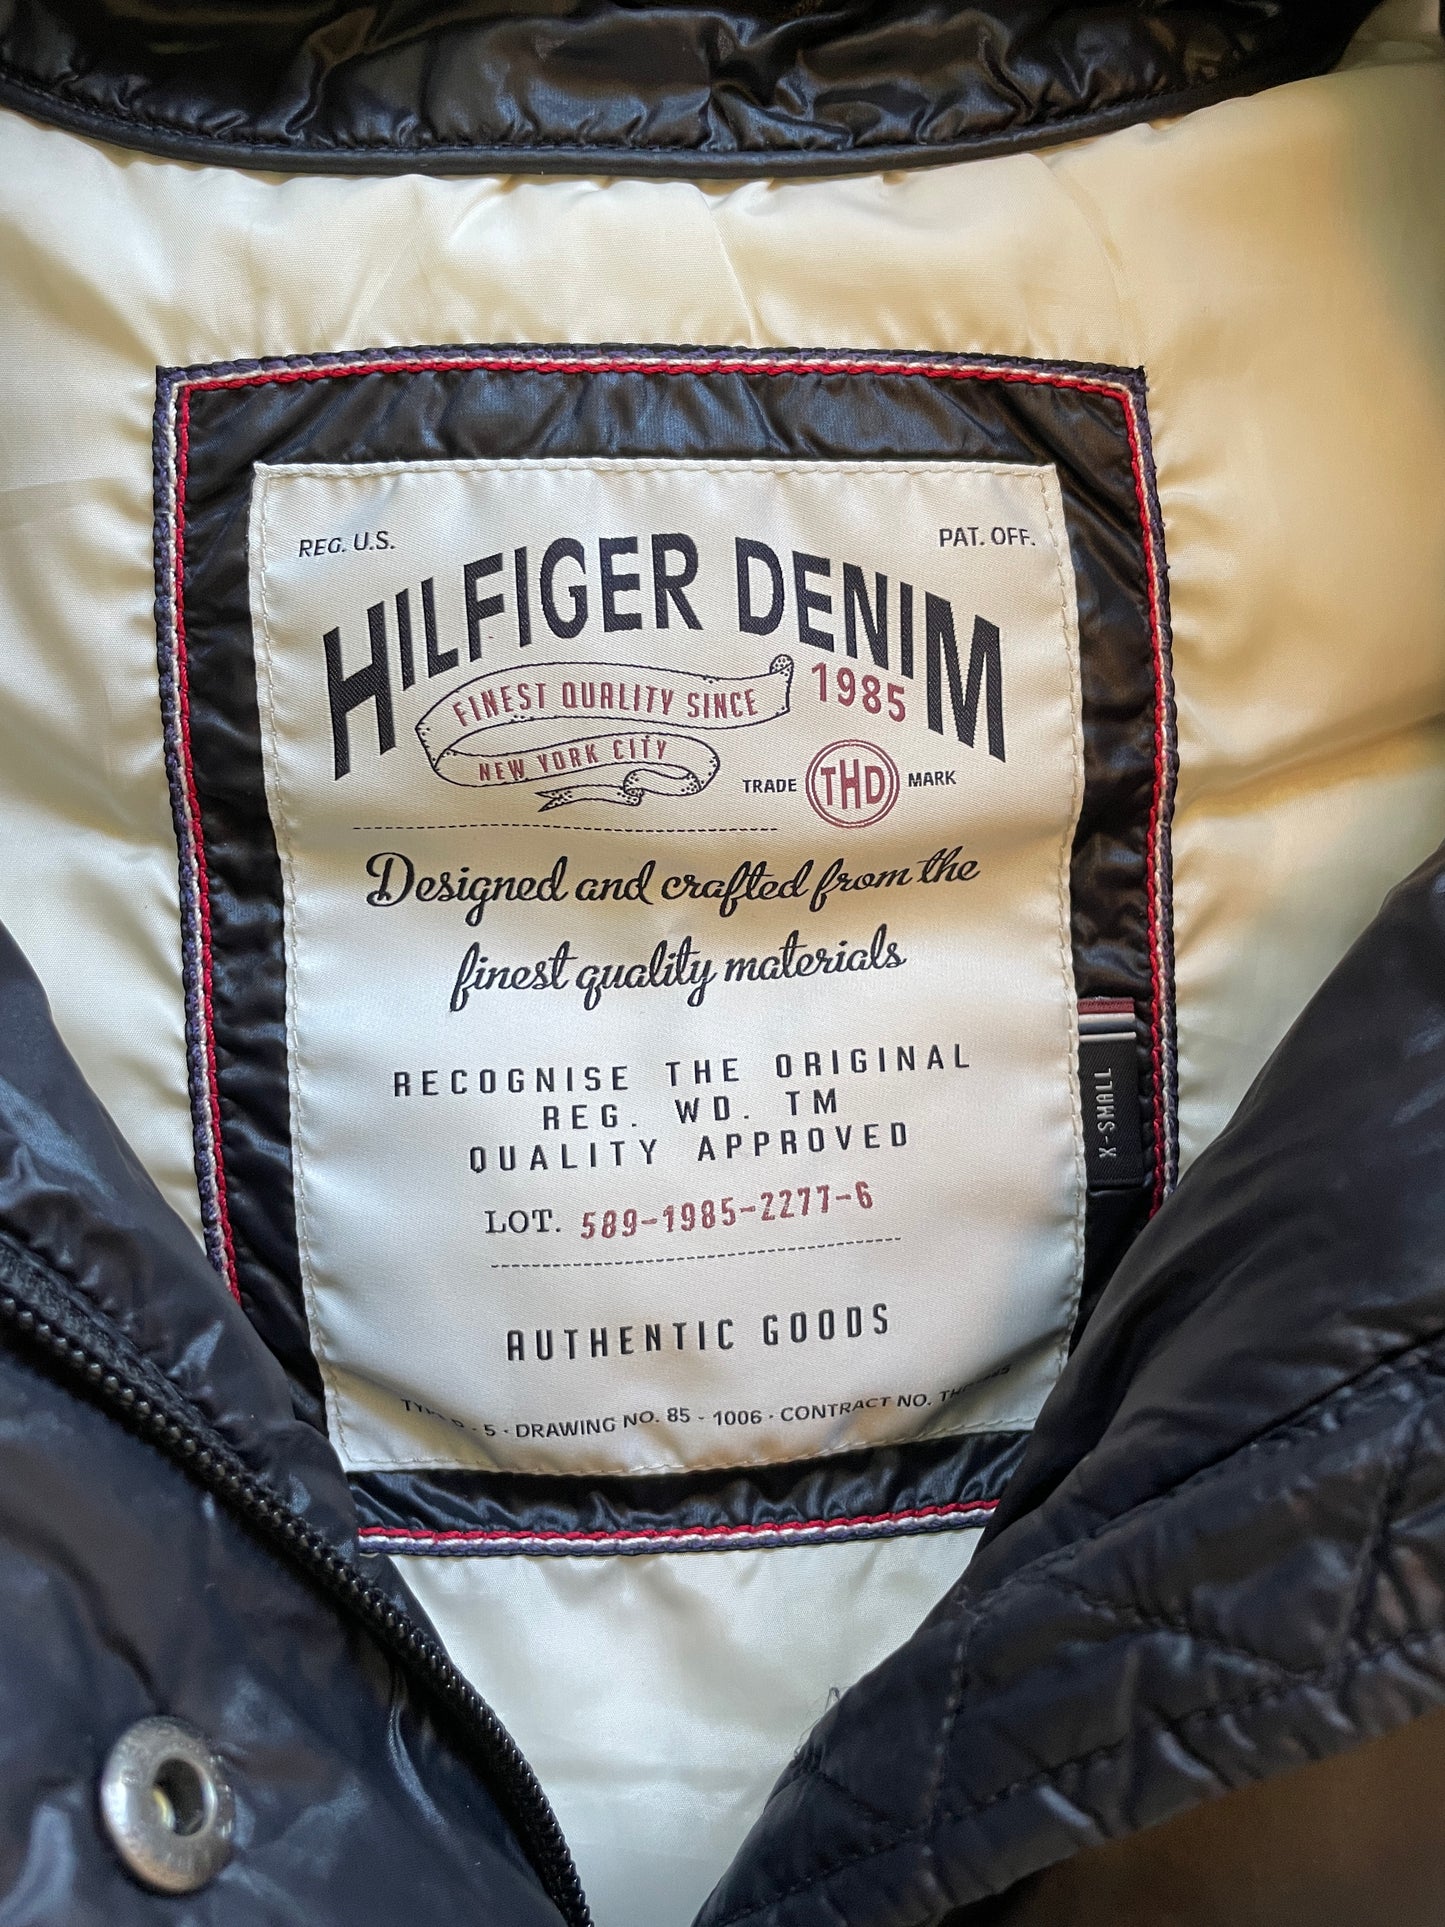 REG. U.S. PAT. OFF.
HILFIGER DENIM
FINEST QUALITY SINCE 1985
NEW YORK CITY
TRADE THD MARK
Designed and crafted from the
finest quality materials
RECOGNISE THE ORIGINAL
REG. WD. TM
QUALITY APPROVED
LOT. 589-1985-2277-6
AUTHENTIC GOODS
5 · DRAWING NO. 85 - 1006 · CONTRACT NO.
X-SMALL